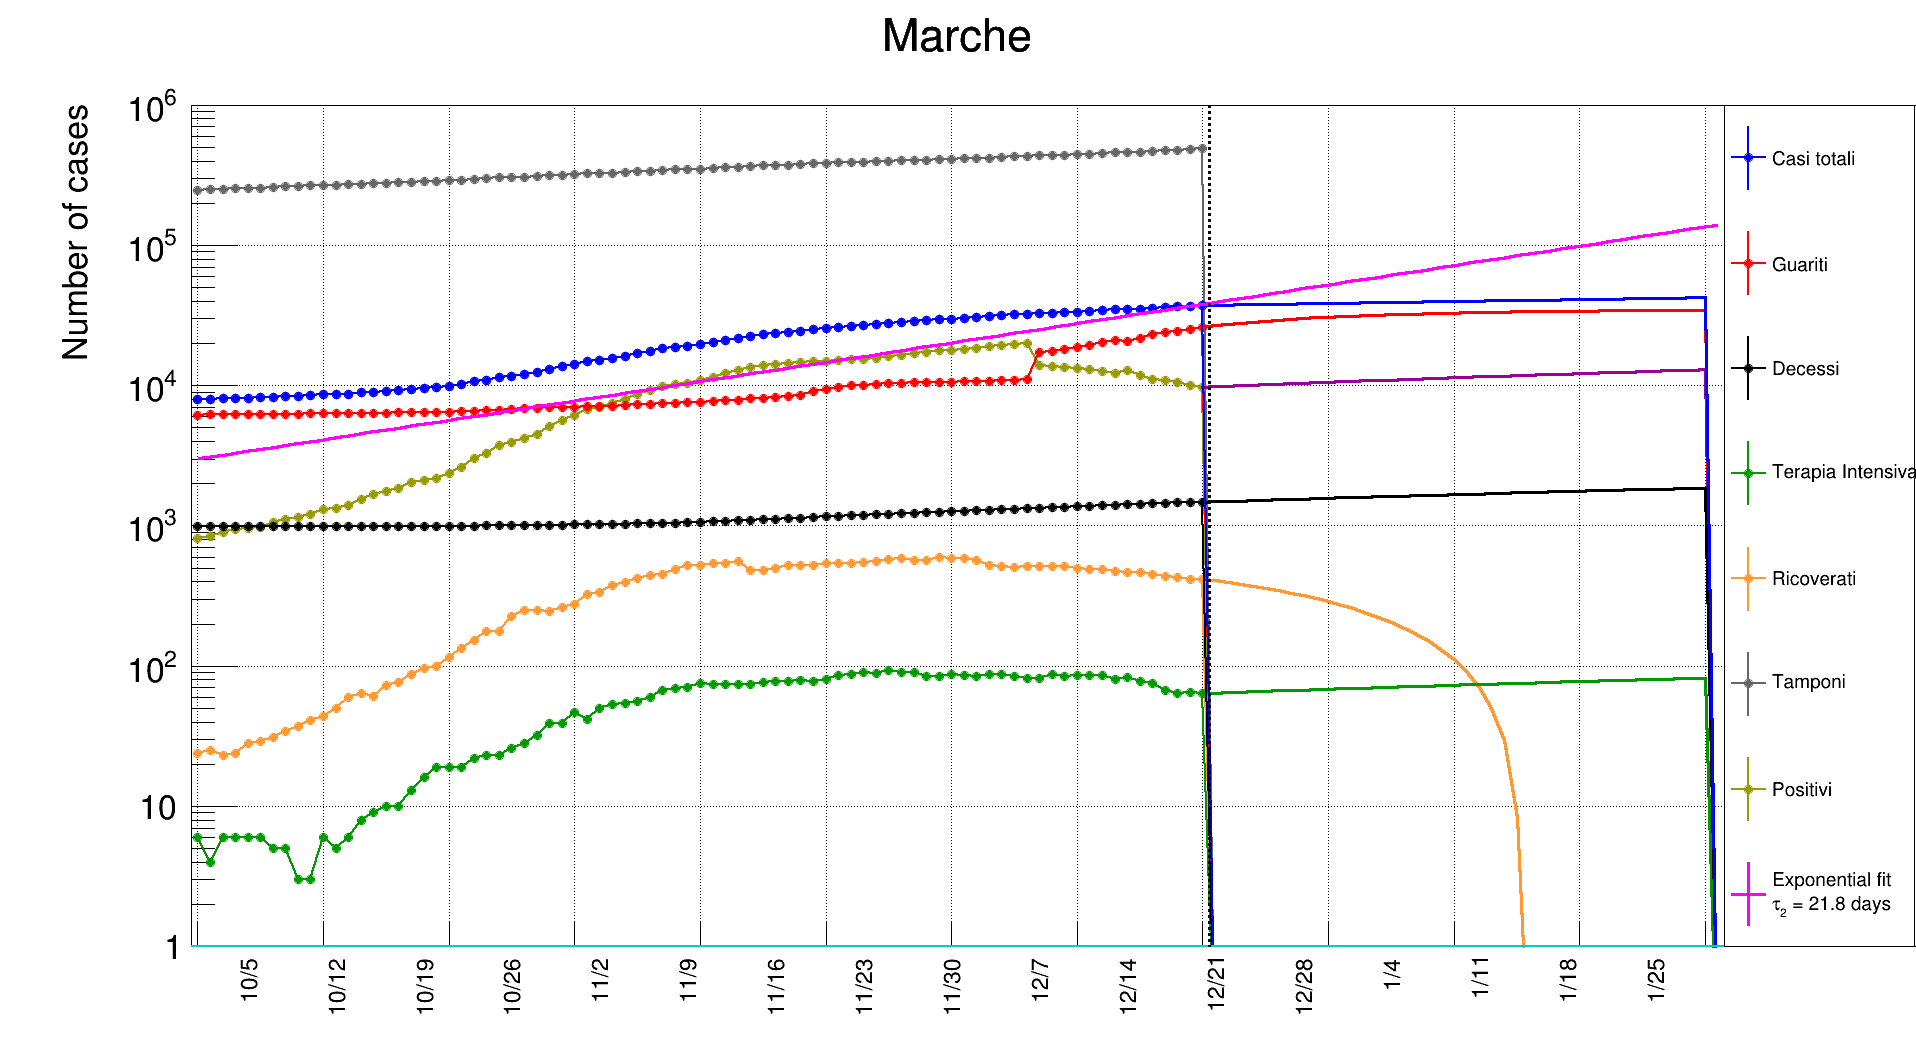 Marche
Number of cases
10^6
10^5
10^4
10^3
10^2
10
1
10/5
10/12
10/19
10/26
11/2
11/9
11/16
11/23
11/30
12/7
12/14
12/21
12/28
1/4
1/11
1/18
1/25
Casi totali
Guariti
Decessi
Terapia Intensiva
Ricoverati
Tamponi
Positivi
Exponential fit
τ₂ = 21.8 days